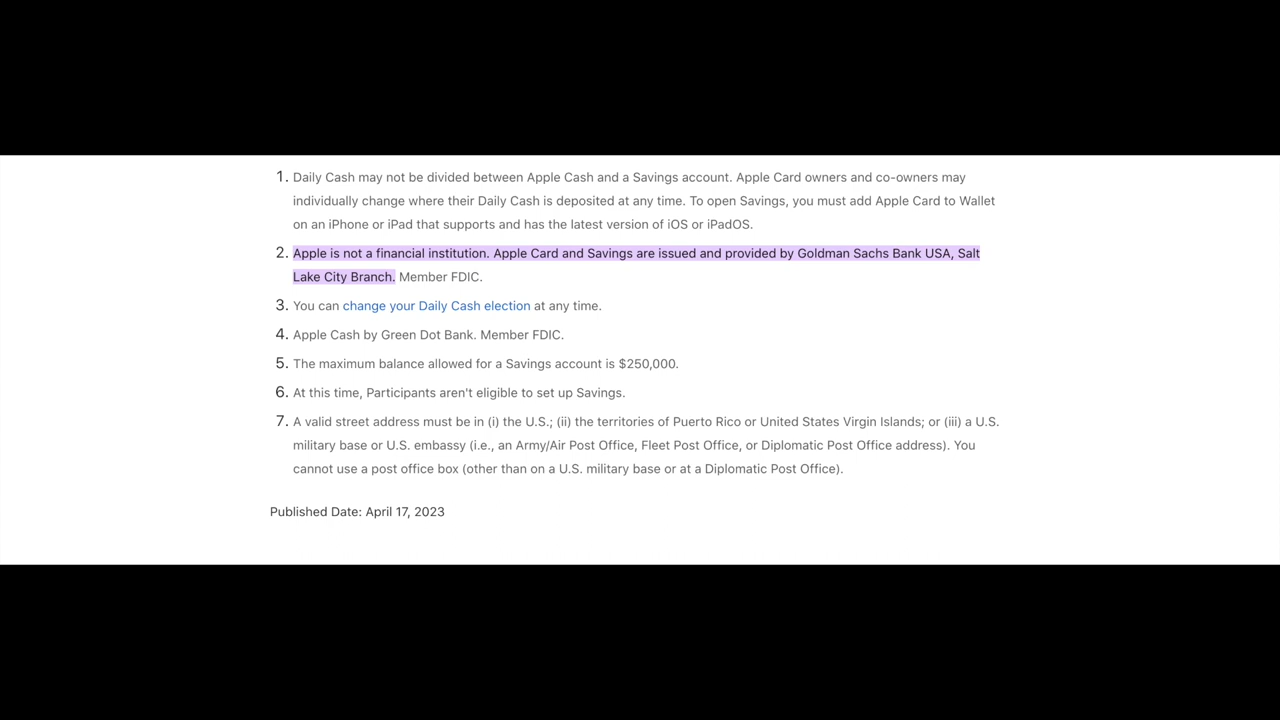 1. Daily Cash may not be divided between Apple Cash and a Savings account. Apple Card owners and co-owners may
individually change where their Daily Cash is deposited at any time. To open Savings, you must add Apple Card to Wallet
on an iPhone or iPad that supports and has the latest version of iOS or iPadOS.
2. Apple is not a financial institution. Apple Card and Savings are issued and provided by Goldman Sachs Bank USA, Salt
Lake City Branch. Member FDIC.
3. You can change your Daily Cash election at any time.
4. Apple Cash by Green Dot Bank. Member FDIC.
5. The maximum balance allowed for a Savings account is $250,000.
6. At this time, Participants aren't eligible to set up Savings.
7. A valid street address must be in (i) the U.S.; (ii) the territories of Puerto Rico or United States Virgin Islands; or (iii) a U.S.
military base or U.S. embassy (i.e., an Army/Air Post Office, Fleet Post Office, or Diplomatic Post Office address). You
cannot use a post office box (other than on a U.S. military base or at a Diplomatic Post Office).
Published Date: April 17, 2023